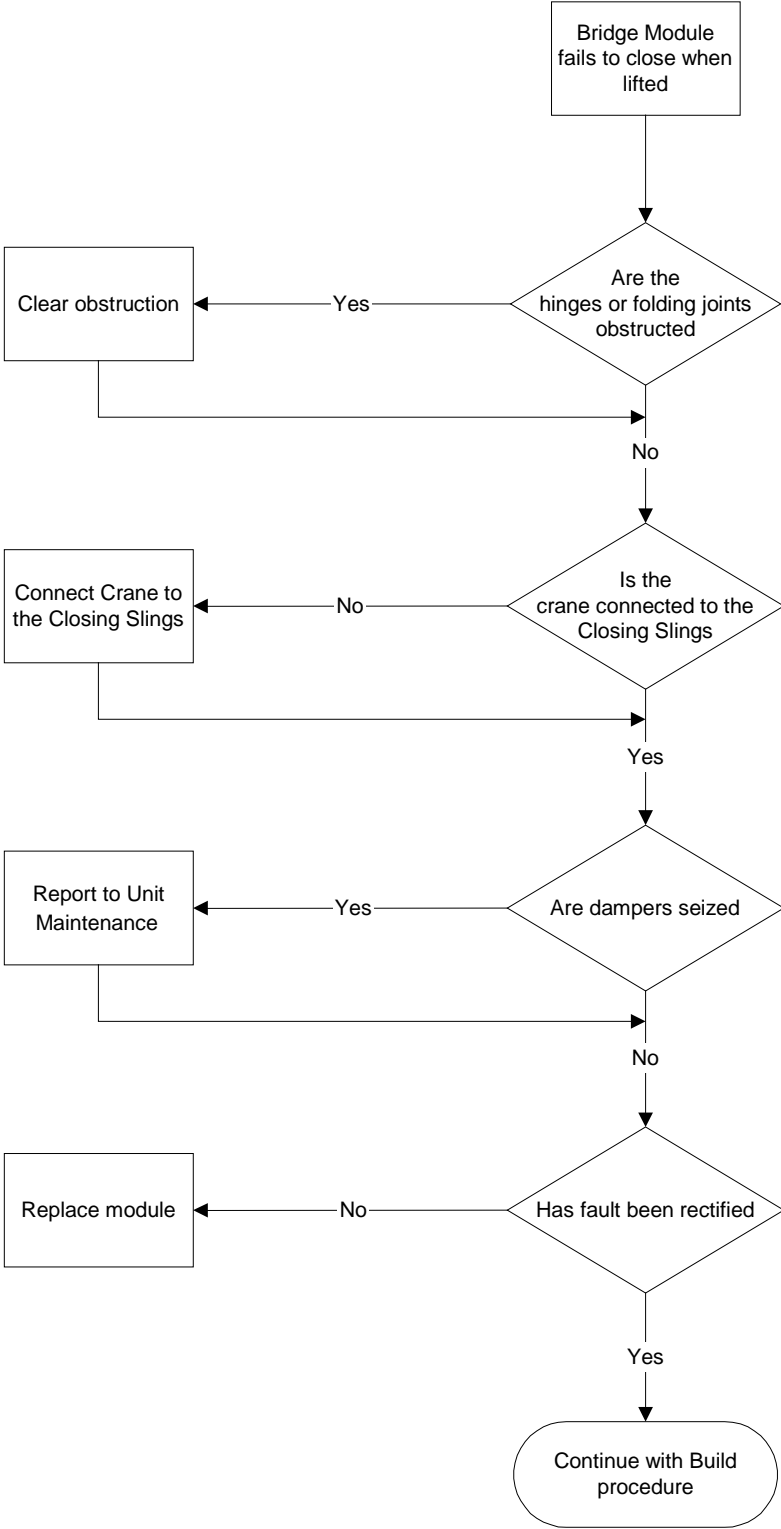 Bridge Module
fails to close when
lifted
Are the
hinges or folding joints
obstructed
Yes
Clear obstruction
No
Is the
crane connected to the
Closing Slings
No
Connect Crane to
the Closing Slings
Yes
Are dampers seized
Yes
Report to Unit
Maintenance
No
Has fault been rectified
No
Replace module
Yes
Continue with Build
procedure